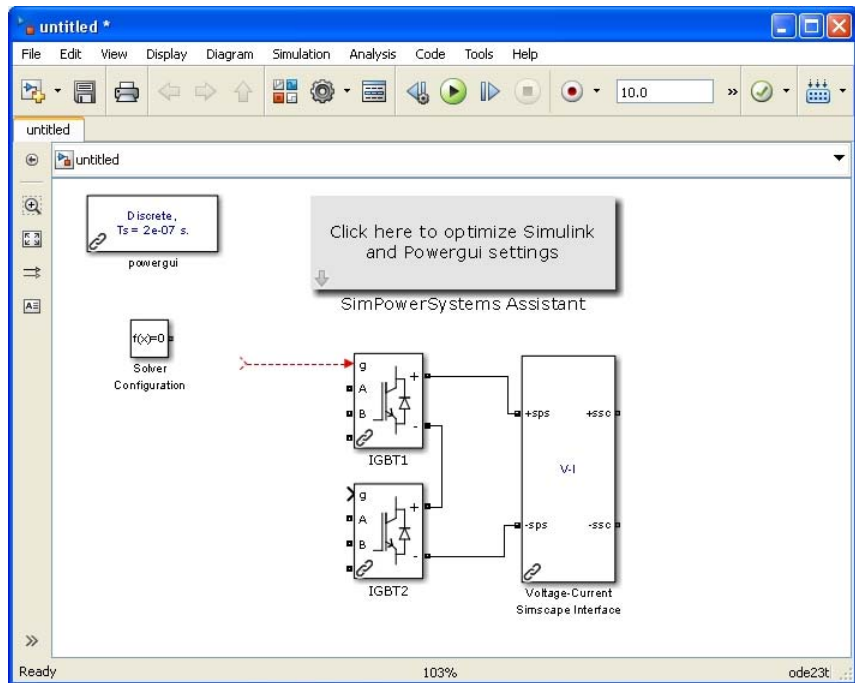 untitled *
File Edit View Display Diagram Simulation Analysis Code Tools Help
10.0
»
untitled
untitled
Discrete,
Ts = 2e-07 s.
powergui
Click here to optimize Simulink
and Powergui settings
SimPowerSystems Assistant
f(x)=0
Solver
Configuration
g
A
B
+
-
IGBT1
g
A
B
+
-
IGBT2
+sps
+ssc
V-I
-sps
-ssc
Voltage-Current
Simscape Interface
»
Ready 103% ode23t